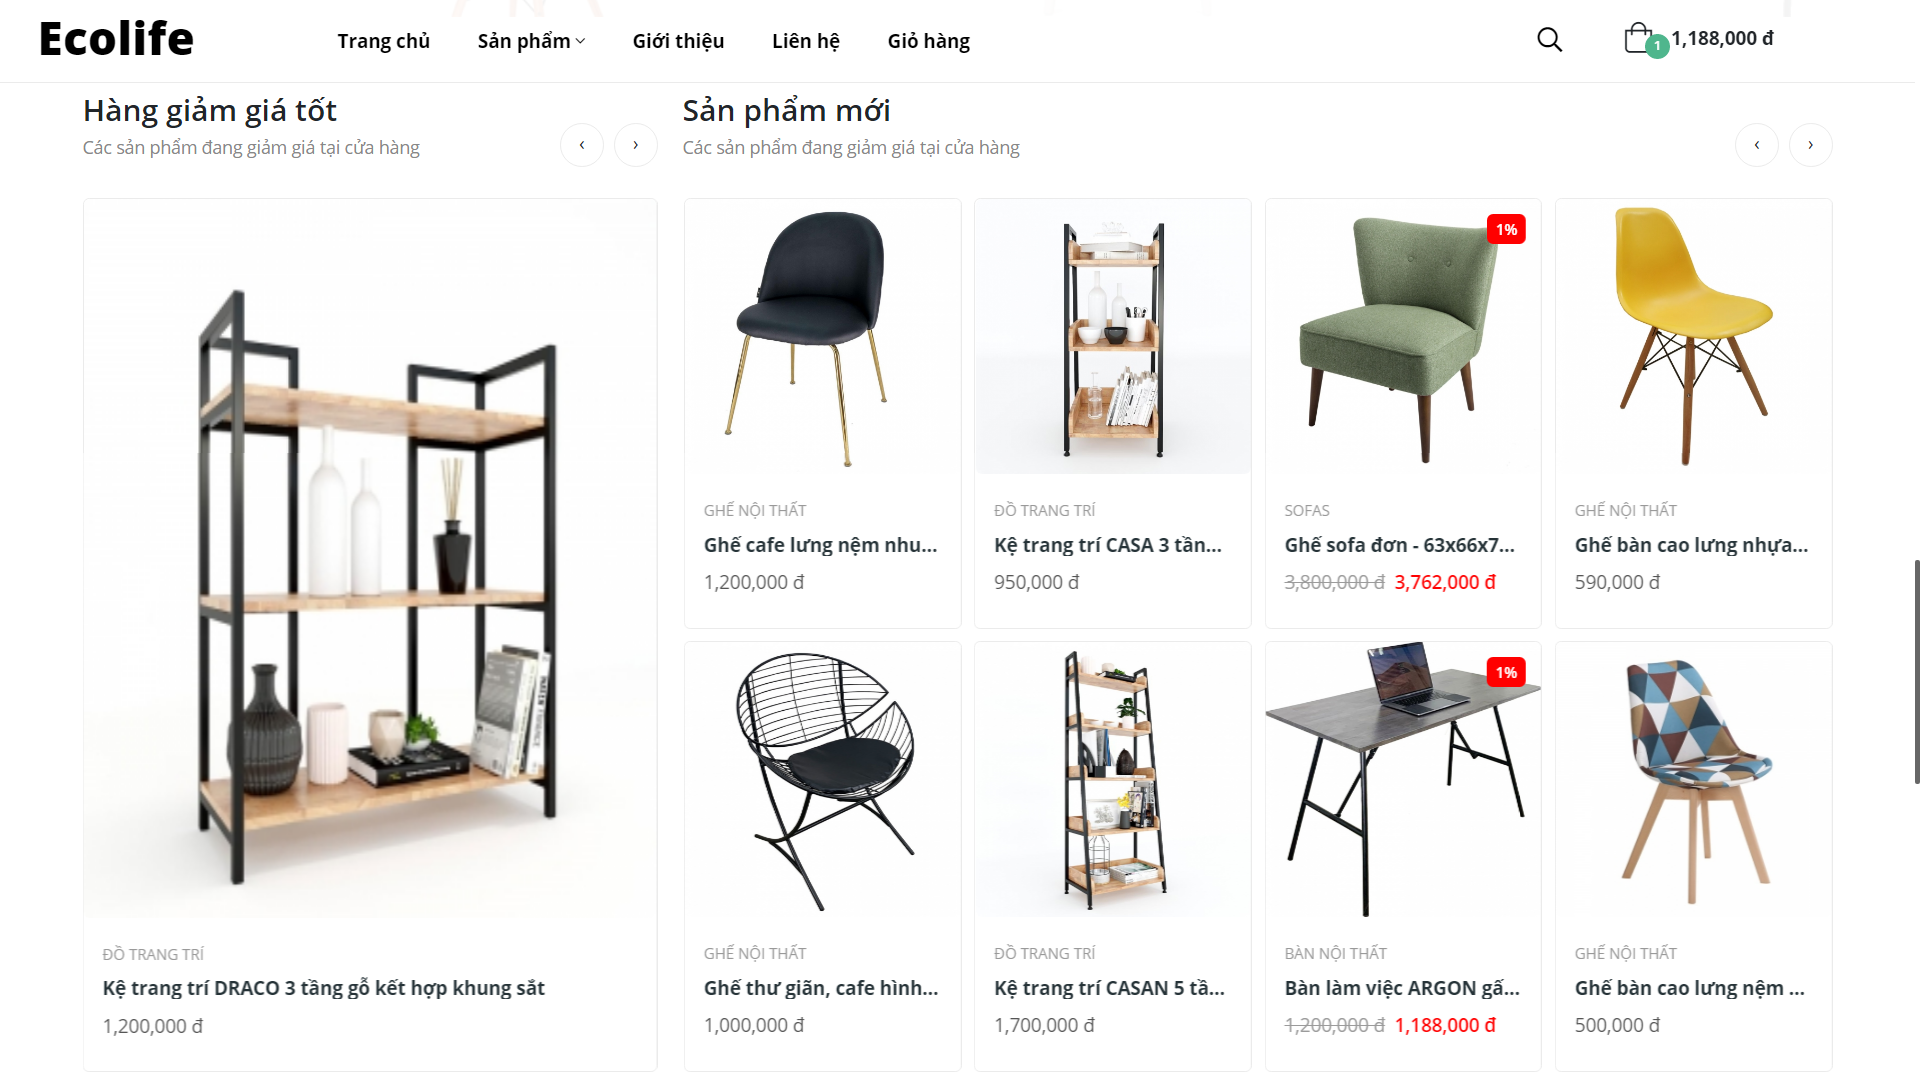 Ecolife
Trang chủ
Sản phẩm
Giới thiệu
Liên hệ
Giỏ hàng
1
1,188,000 đ
Hàng giảm giá tốt
Các sản phẩm đang giảm giá tại cửa hàng
Sản phẩm mới
Các sản phẩm đang giảm giá tại cửa hàng
ĐỒ TRANG TRÍ
Kệ trang trí DRACO 3 tầng gỗ kết hợp khung sắt
1,200,000 đ
GHẾ NỘI THẤT
Ghế cafe lưng nệm nhu...
1,200,000 đ
ĐỒ TRANG TRÍ
Kệ trang trí CASA 3 tần...
950,000 đ
1%
SOFAS
Ghế sofa đơn - 63x66x7...
3,800,000 đ 3,762,000 đ
GHẾ NỘI THẤT
Ghế bàn cao lưng nhựa...
590,000 đ
GHẾ NỘI THẤT
Ghế thư giãn, cafe hình...
1,000,000 đ
ĐỒ TRANG TRÍ
Kệ trang trí CASAN 5 tầ...
1,700,000 đ
1%
BÀN NỘI THẤT
Bàn làm việc ARGON gấ...
1,200,000 đ 1,188,000 đ
GHẾ NỘI THẤT
Ghế bàn cao lưng nệm ...
500,000 đ